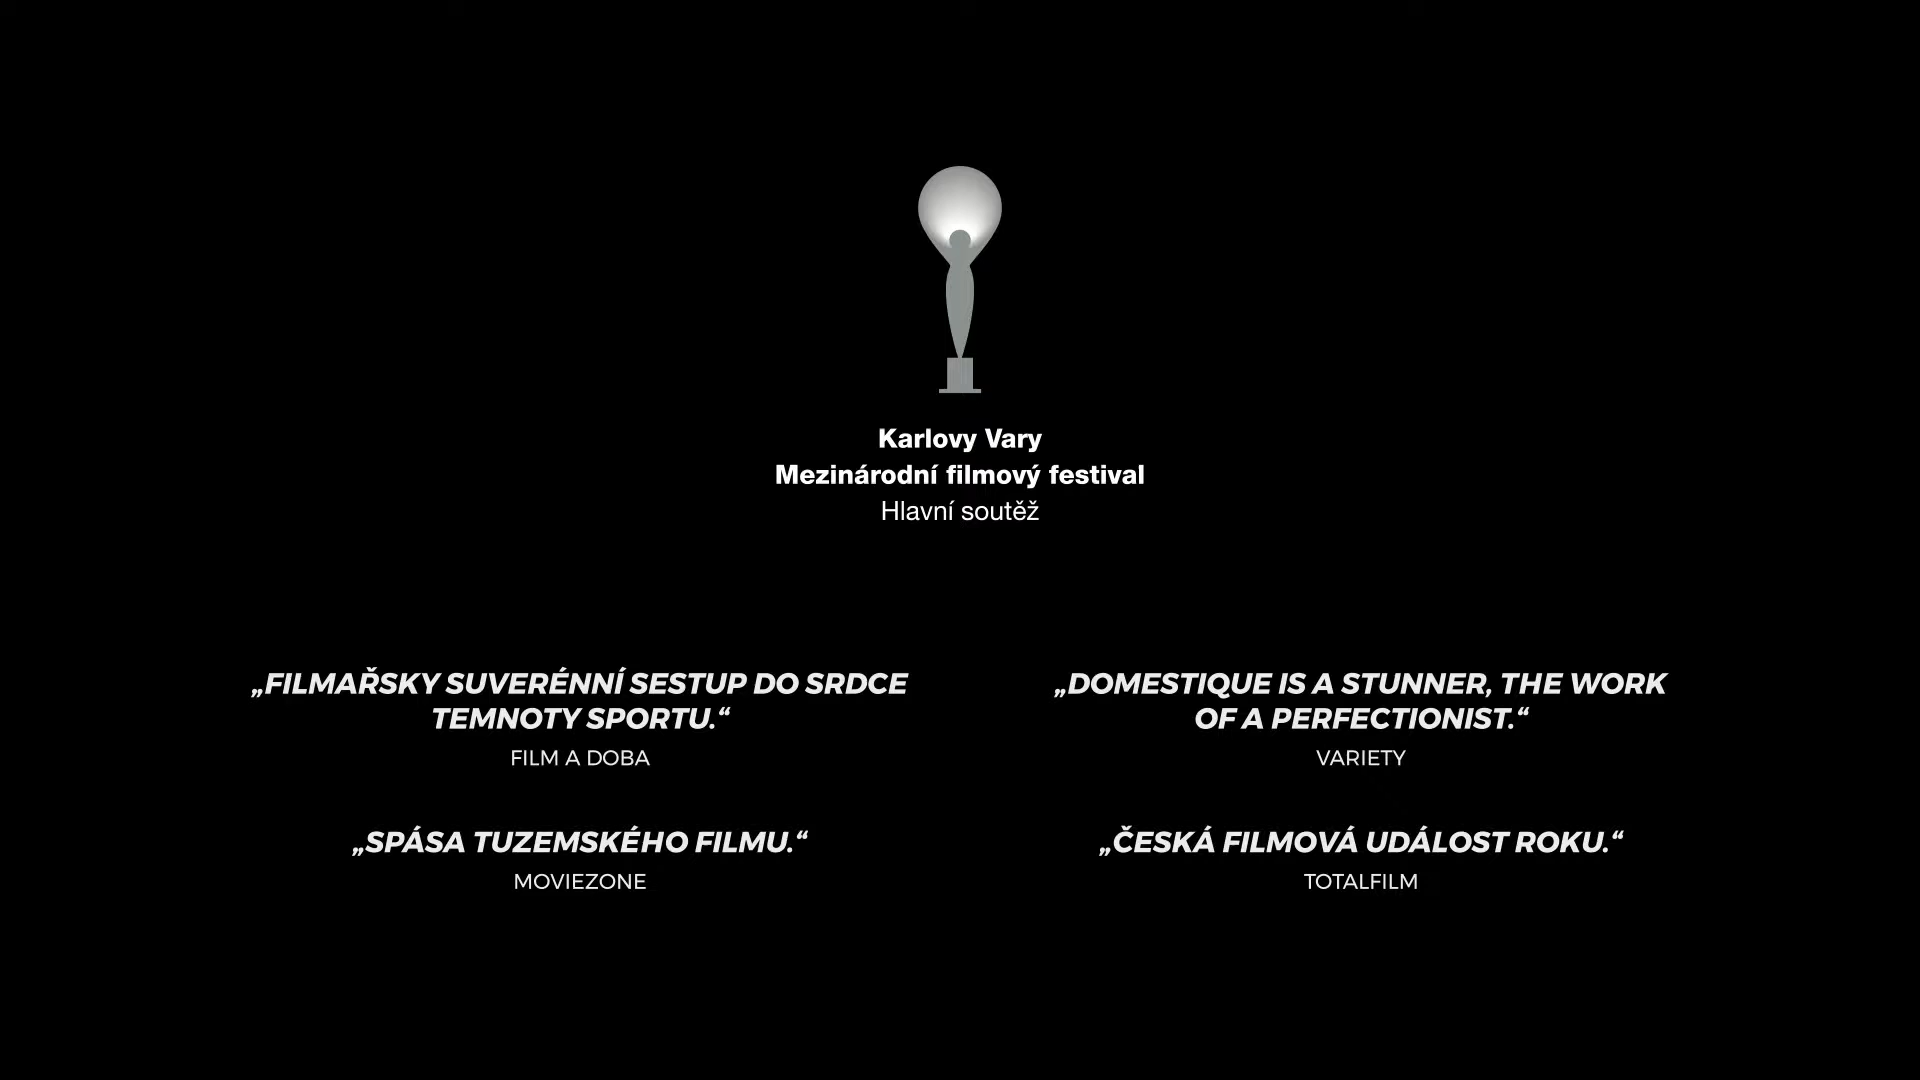 Karlovy Vary
Mezinárodní filmový festival
Hlavní soutěž
„FILMAŘSKY SUVERÉNNÍ SESTUP DO SRDCE
TEMNOTY SPORTU.“
FILM A DOBA
„DOMESTIQUE IS A STUNNER, THE WORK
OF A PERFECTIONIST.“
VARIETY
„SPÁSA TUZEMSKÉHO FILMU.“
MOVIEZONE
„ČESKÁ FILMOVÁ UDÁLOST ROKU.“
TOTALFILM